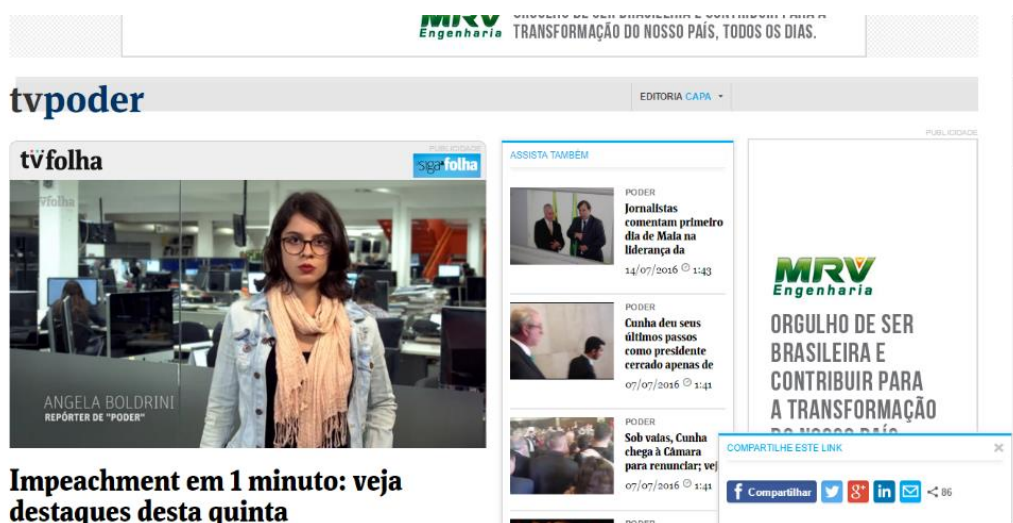 MRV
Engenharia
ORGULHO DE SER BRASILEIRA E CONTRIBUIR PARA A
TRANSFORMAÇÃO DO NOSSO PAÍS, TODOS OS DIAS.
tvpoder
EDITORIA CAPA
PUBLICIDADE
tvfolha
PUBLICIDADE
siga a folha
tvfolha
ANGELA BOLDRINI
REPÓRTER DE "PODER"
Impeachment em 1 minuto: veja
destaques desta quinta
ASSISTA TAMBÉM
PODER
Jornalistas
comentam primeiro
dia de Maia na
liderança da
14/07/2016 1:43
PODER
Cunha deu seus
últimos passos
como presidente
cercado apenas de
07/07/2016 1:41
PODER
Sob vaias, Cunha
chega à Câmara
para renunciar; vej
07/07/2016 1:41
PODER
MRV
Engenharia
ORGULHO DE SER
BRASILEIRA E
CONTRIBUIR PARA
A TRANSFORMAÇÃO
DO NOSSO PAÍS
COMPARTILHE ESTE LINK
f Compartilhar g+ in 86